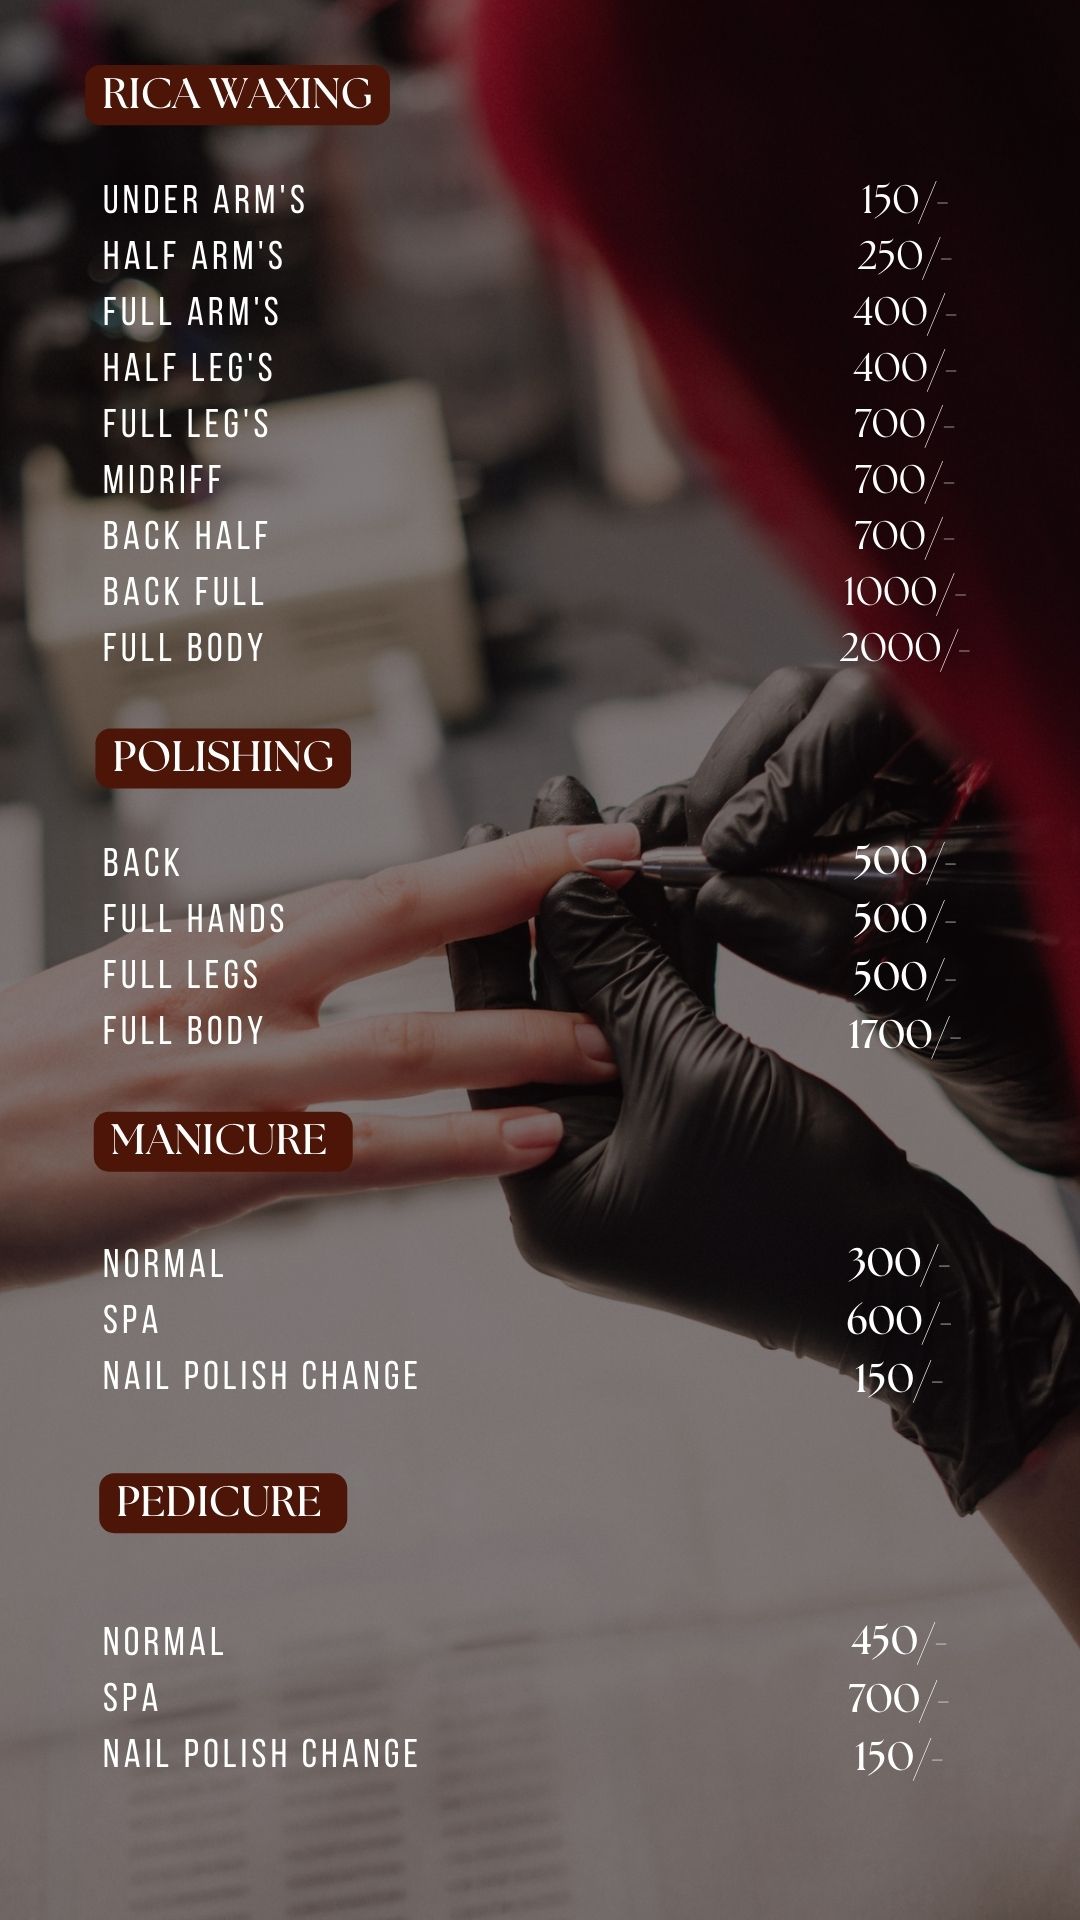 RICA WAXING
UNDER ARM'S 150/-
HALF ARM'S 250/-
FULL ARM'S 400/-
HALF LEG'S 400/-
FULL LEG'S 700/-
MIDRIFF 700/-
BACK HALF 700/-
BACK FULL 1000/-
FULL BODY 2000/-
POLISHING
BACK 500/-
FULL HANDS 500/-
FULL LEGS 500/-
FULL BODY 1700/-
MANICURE
NORMAL 300/-
SPA 600/-
NAIL POLISH CHANGE 150/-
PEDICURE
NORMAL 450/-
SPA 700/-
NAIL POLISH CHANGE 150/-